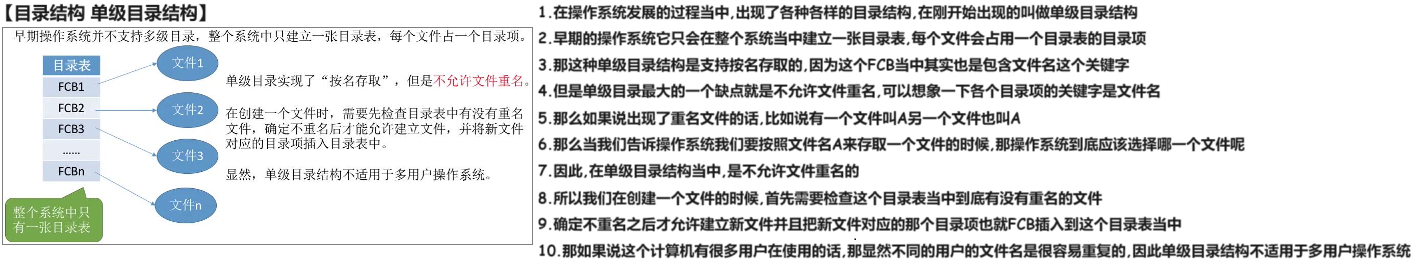 【目录结构 单级目录结构】
早期操作系统并不支持多级目录，整个系统中只建立一张目录表，每个文件占一个目录项。
目录表
FCB1
FCB2
FCB3
......
FCBn
文件1
文件2
文件3
文件n
整个系统中只
有一张目录表
单级目录实现了“按名存取”，但是不允许文件重名。
在创建一个文件时，需要先检查目录表中有没有重名
文件，确定不重名后才能允许建立文件，并将新文件
对应的目录项插入目录表中。
显然，单级目录结构不适用于多用户操作系统。
1.在操作系统发展的过程当中,出现了各种各样的目录结构,在刚开始出现的叫做单级目录结构
2.早期的操作系统它只会在整个系统当中建立一张目录表,每个文件会占用一个目录表的目录项
3.那这种单级目录结构是支持按名存取的,因为这个FCB当中其实也是包含文件名这个关键字
4.但是单级目录最大的一个缺点就是不允许文件重名,可以想象一下各个目录项的关键字是文件名
5.那么如果说出现了重名文件的话,比如说有一个文件叫A另一个文件也叫A
6.那么当我们告诉操作系统我们要按照文件名A来存取一个文件的时候,那操作系统到底应该选择哪一个文件呢
7.因此,在单级目录结构当中,是不允许文件重名的
8.所以我们在创建一个文件的时候,首先需要检查这个目录表当中到底有没有重名的文件
9.确定不重名之后才允许建立新文件并且把新文件对应的那个目录项也就FCB插入到这个目录表当中
10.那如果说这个计算机有很多用户在使用的话,那显然不同的用户的文件名是很容易重复的,因此单级目录结构不适用于多用户操作系统